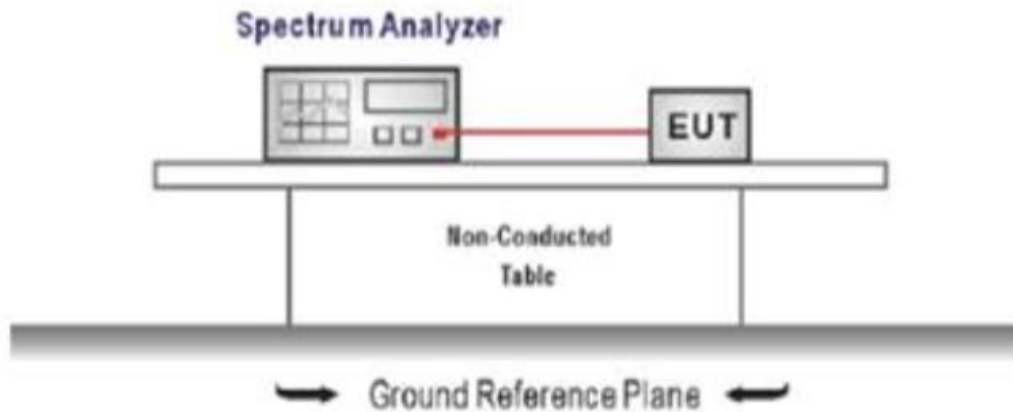 Spectrum Analyzer
EUT
Non-Conducted
Table
Ground Reference Plane